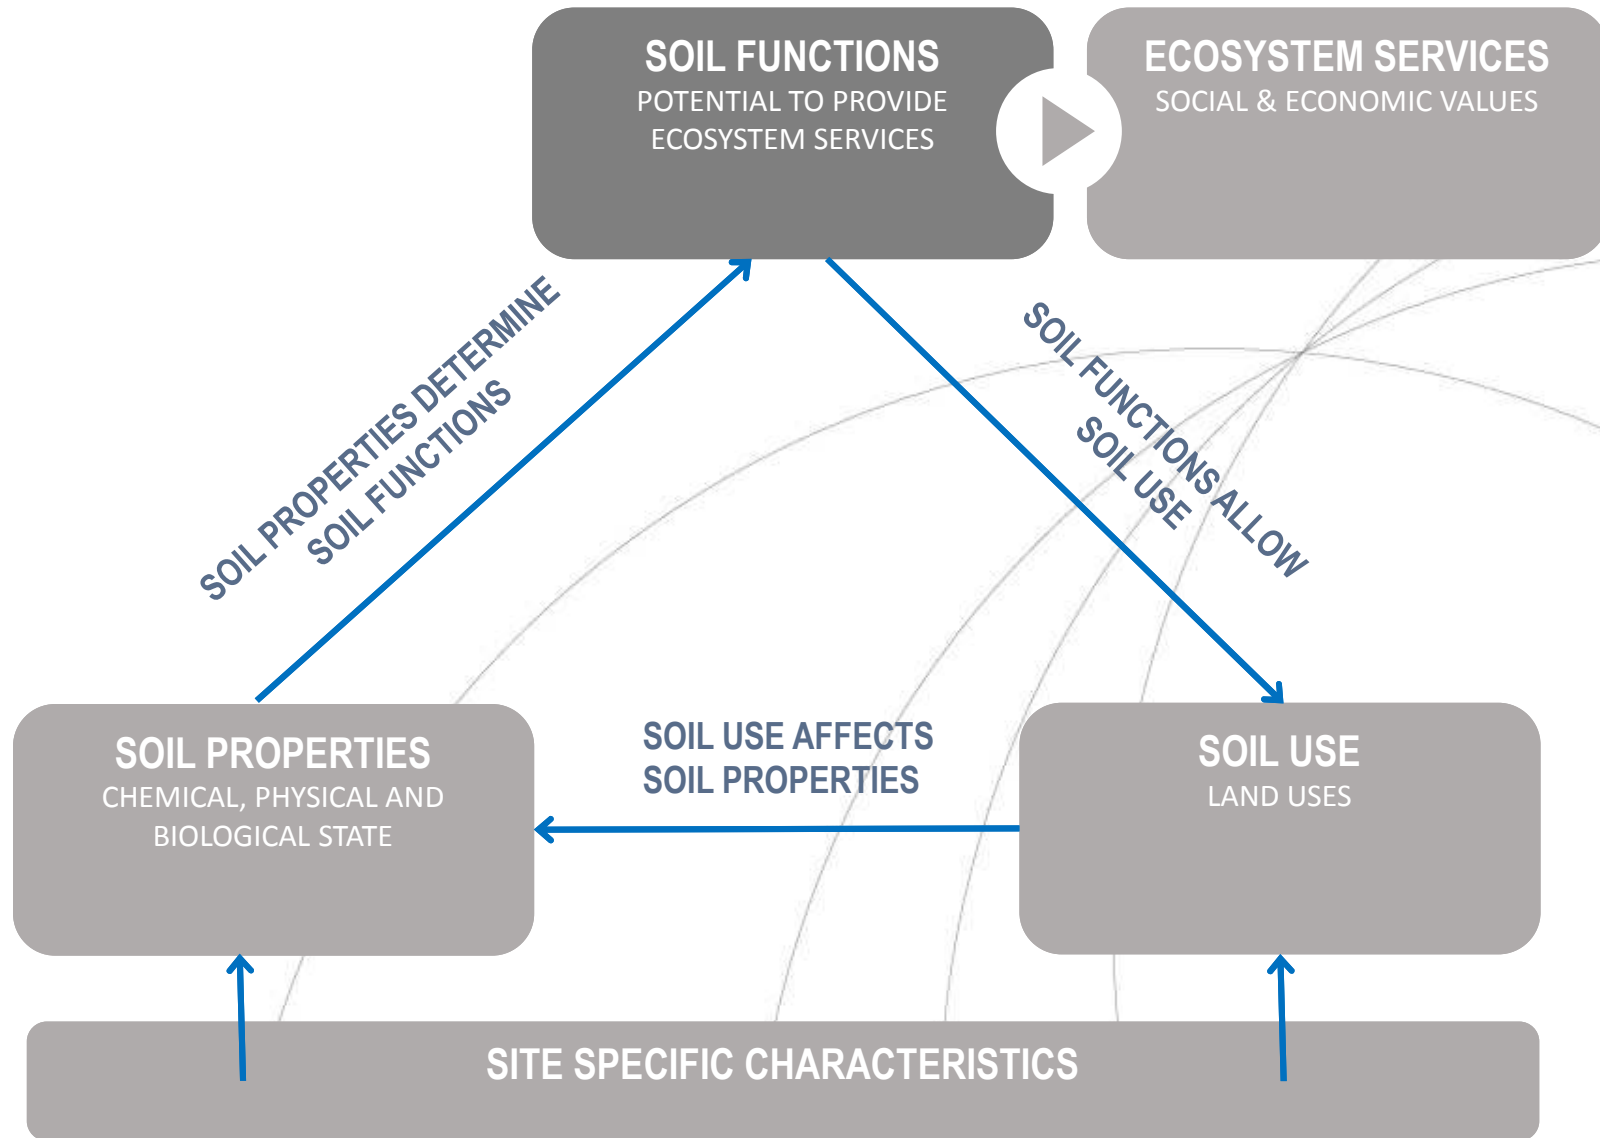 SOIL FUNCTIONS
POTENTIAL TO PROVIDE
ECOSYSTEM SERVICES
ECOSYSTEM SERVICES
SOCIAL & ECONOMIC VALUES
SOIL PROPERTIES DETERMINE
SOIL FUNCTIONS
SOIL FUNCTIONS ALLOW
SOIL USE
SOIL PROPERTIES
CHEMICAL, PHYSICAL AND
BIOLOGICAL STATE
SOIL USE AFFECTS
SOIL PROPERTIES
SOIL USE
LAND USES
SITE SPECIFIC CHARACTERISTICS